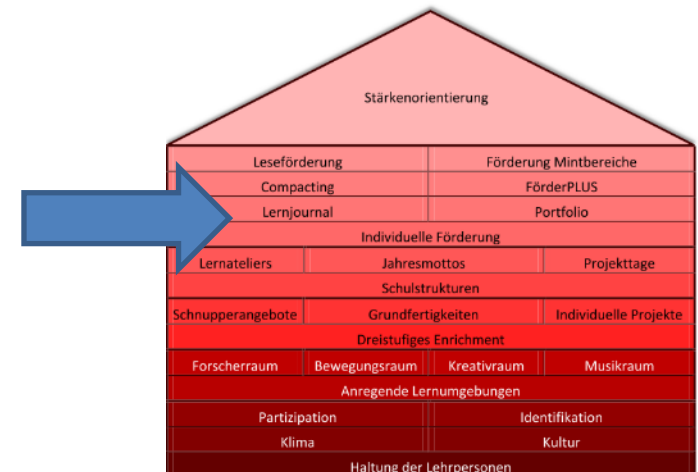 Stärkenorientierung
Leseförderung Förderung Mintbereiche
Compacting FörderPLUS
Lernjournal Portfolio
Individuelle Förderung
Lernateliers Jahresmottos Projekttage
Schulstrukturen
Schnupperangebote Grundfertigkeiten Individuelle Projekte
Dreistufiges Enrichment
Forscherraum Bewegungsraum Kreativraum Musikraum
Anregende Lernumgebungen
Partizipation Identifikation
Klima Kultur
Haltung der Lehrpersonen